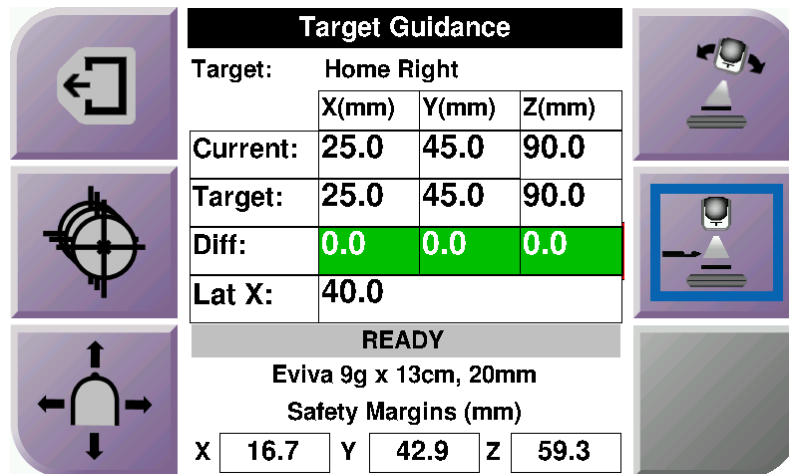 Target Guidance
Target: Home Right
X(mm) Y(mm) Z(mm)
Current: 25.0 45.0 90.0
Target: 25.0 45.0 90.0
Diff: 0.0 0.0 0.0
Lat X: 40.0
READY
Eviva 9g x 13cm, 20mm
Safety Margins (mm)
X 16.7 Y 42.9 Z 59.3